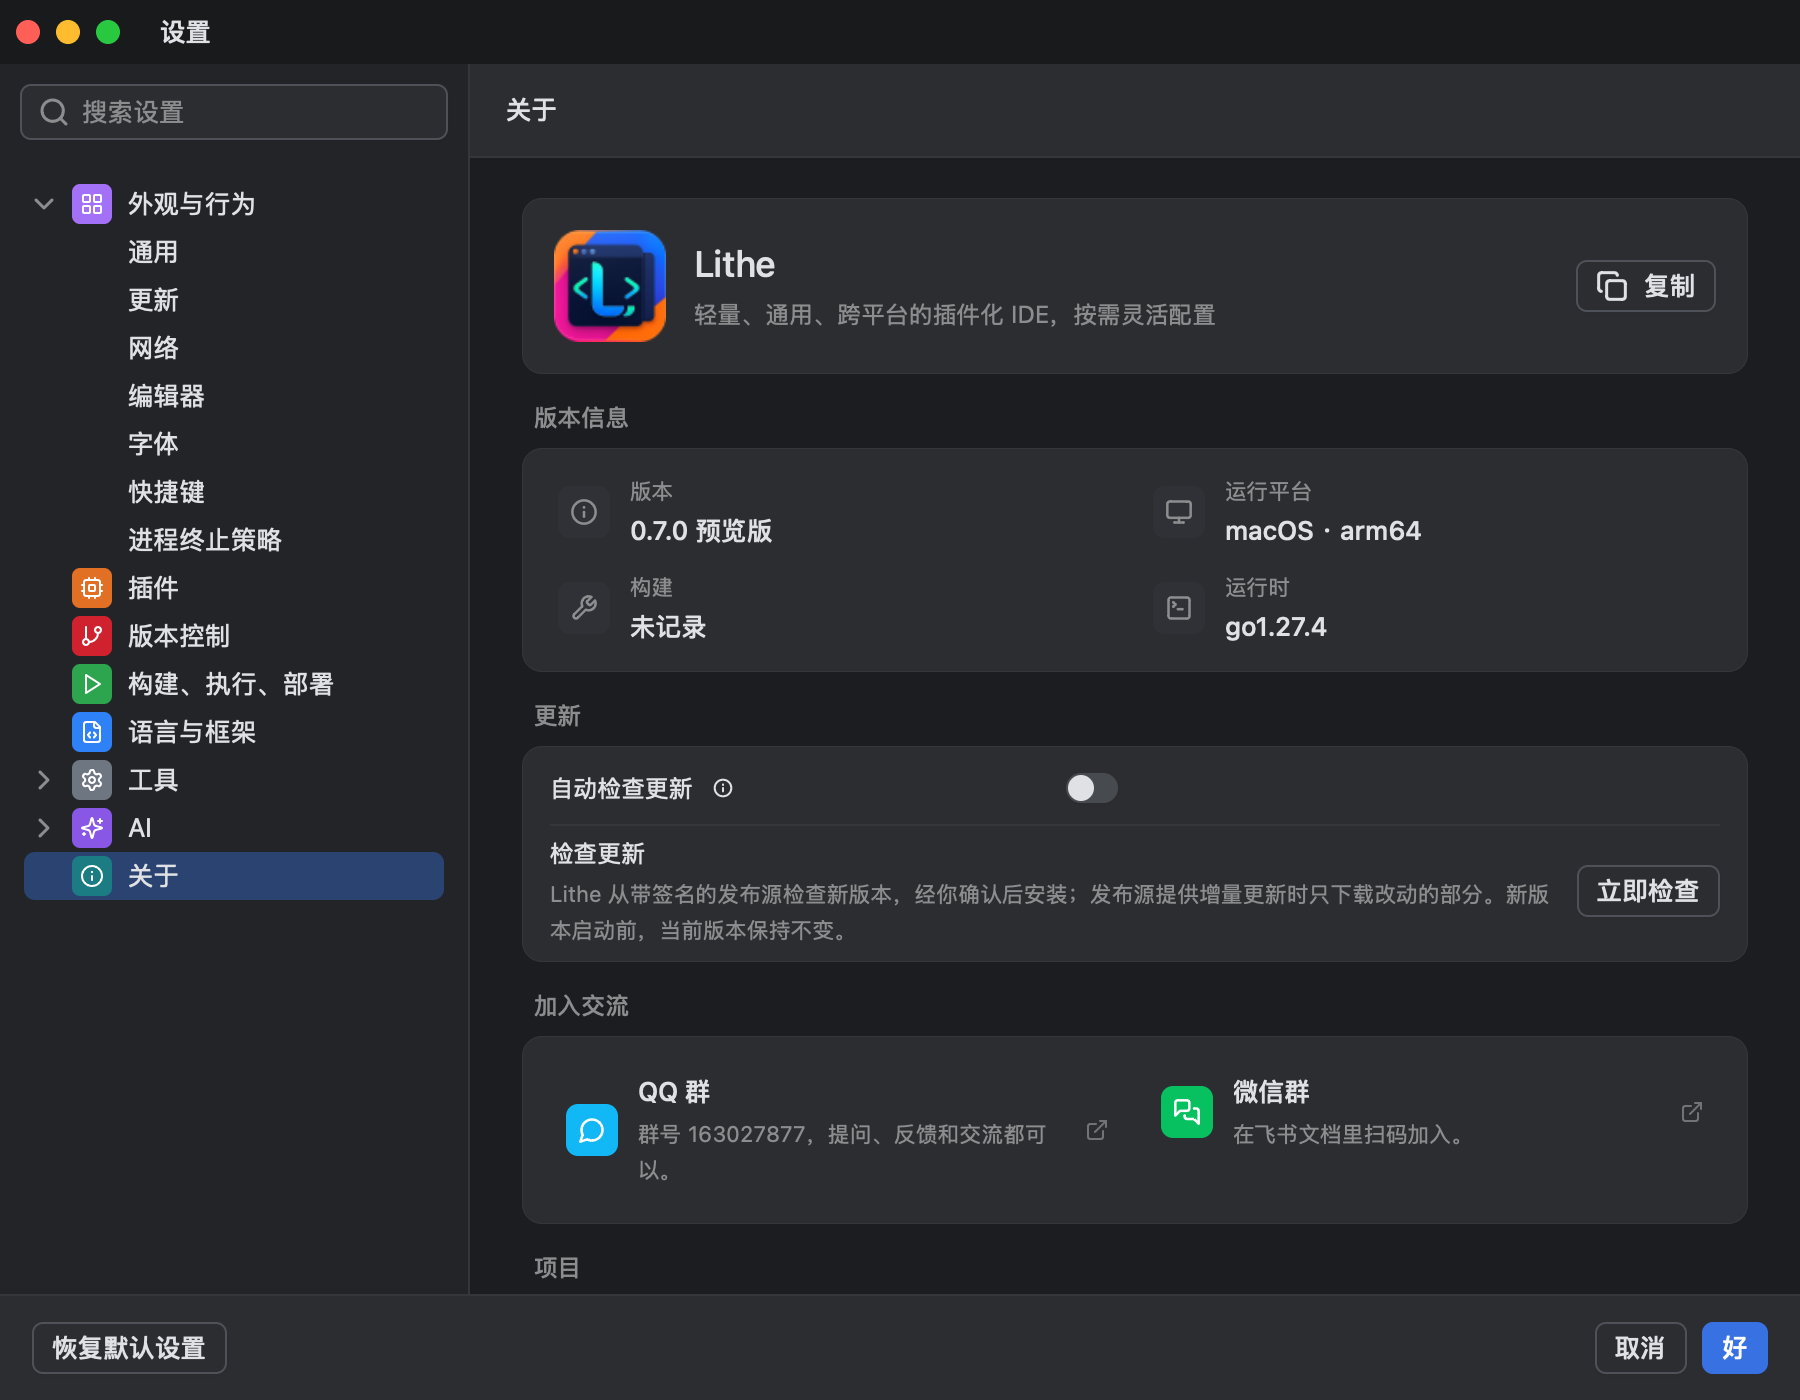 设置
搜索设置
外观与行为
通用
更新
网络
编辑器
字体
快捷键
进程终止策略
插件
版本控制
构建、执行、部署
语言与框架
工具
AI
关于
关于
Lithe
轻量、通用、跨平台的插件化 IDE，按需灵活配置
复制
版本信息
版本
0.7.0 预览版
运行平台
macOS · arm64
构建
未记录
运行时
go1.27.4
更新
自动检查更新
检查更新
Lithe 从带签名的发布源检查新版本，经你确认后安装；发布源提供增量更新时只下载改动的部分。新版
本启动前，当前版本保持不变。
立即检查
加入交流
QQ 群
群号 163027877，提问、反馈和交流都可
以。
微信群
在飞书文档里扫码加入。
项目
恢复默认设置
取消
好